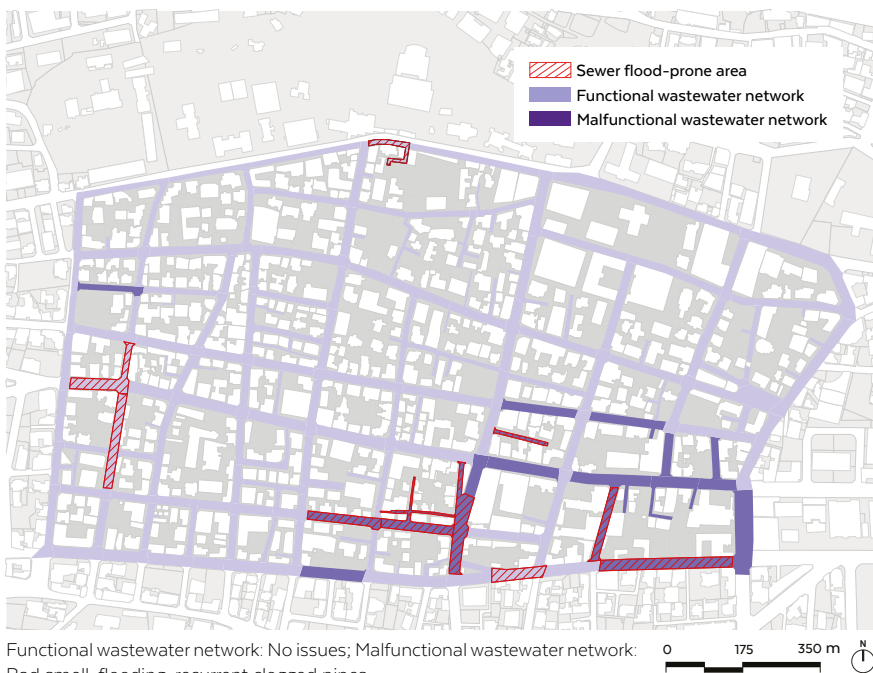 Sewer flood-prone area
Functional wastewater network
Malfunctional wastewater network
Functional wastewater network: No issues; Malfunctional wastewater network:
0 175 350 m
N